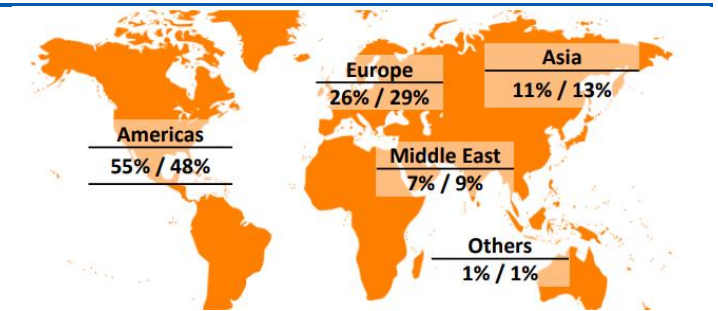 Asia
11% / 13%
Europe
26% / 29%
Americas
55% / 48%
Middle East
7% / 9%
Others
1% / 1%